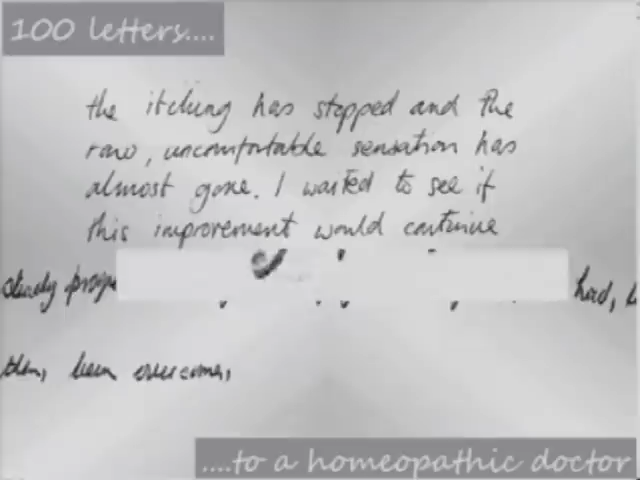 100 letters....
the itching has stopped and the
raw, uncomfortable sensation has
almost gone. I waited to see if
this improvement would continue
had,
then, been overcome,
....to a homeopathic doctor